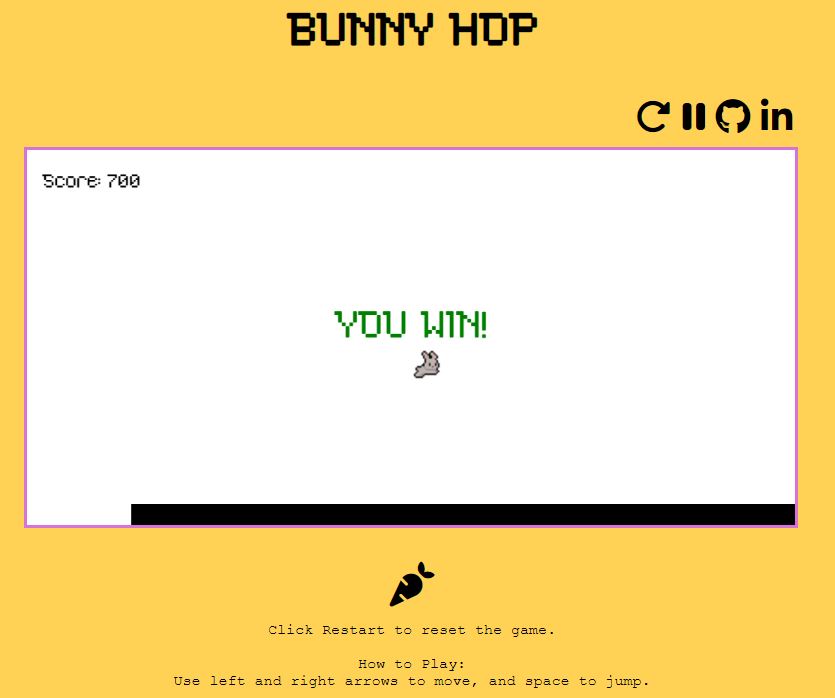 BUNNY HOP
in
Score: 700
YOU WIN!
Click Restart to reset the game.
How to Play:
Use left and right arrows to move, and space to jump.